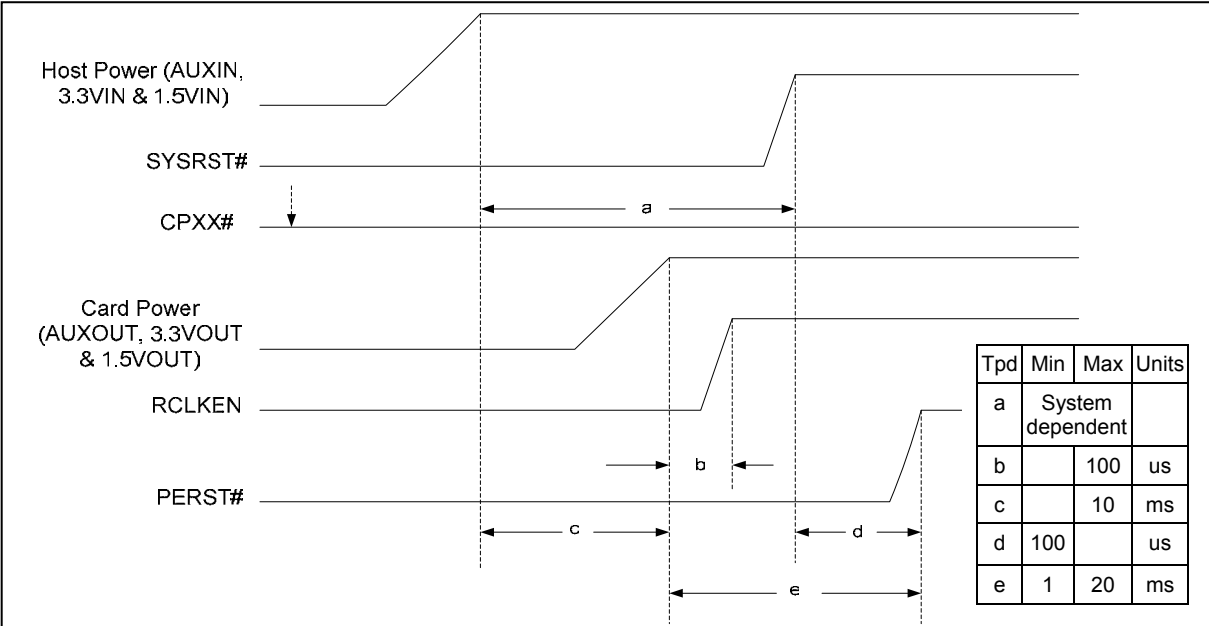 Host Power (AUXIN,
3.3VIN & 1.5VIN)
SYSRST#
a
CPXX#
Card Power
(AUXOUT, 3.3VOUT
& 1.5VOUT)
RCLKEN
b
PERST#
c
d
e
Tpd Min Max Units
a System
dependent
b 100 us
c 10 ms
d 100 us
e 1 20 ms